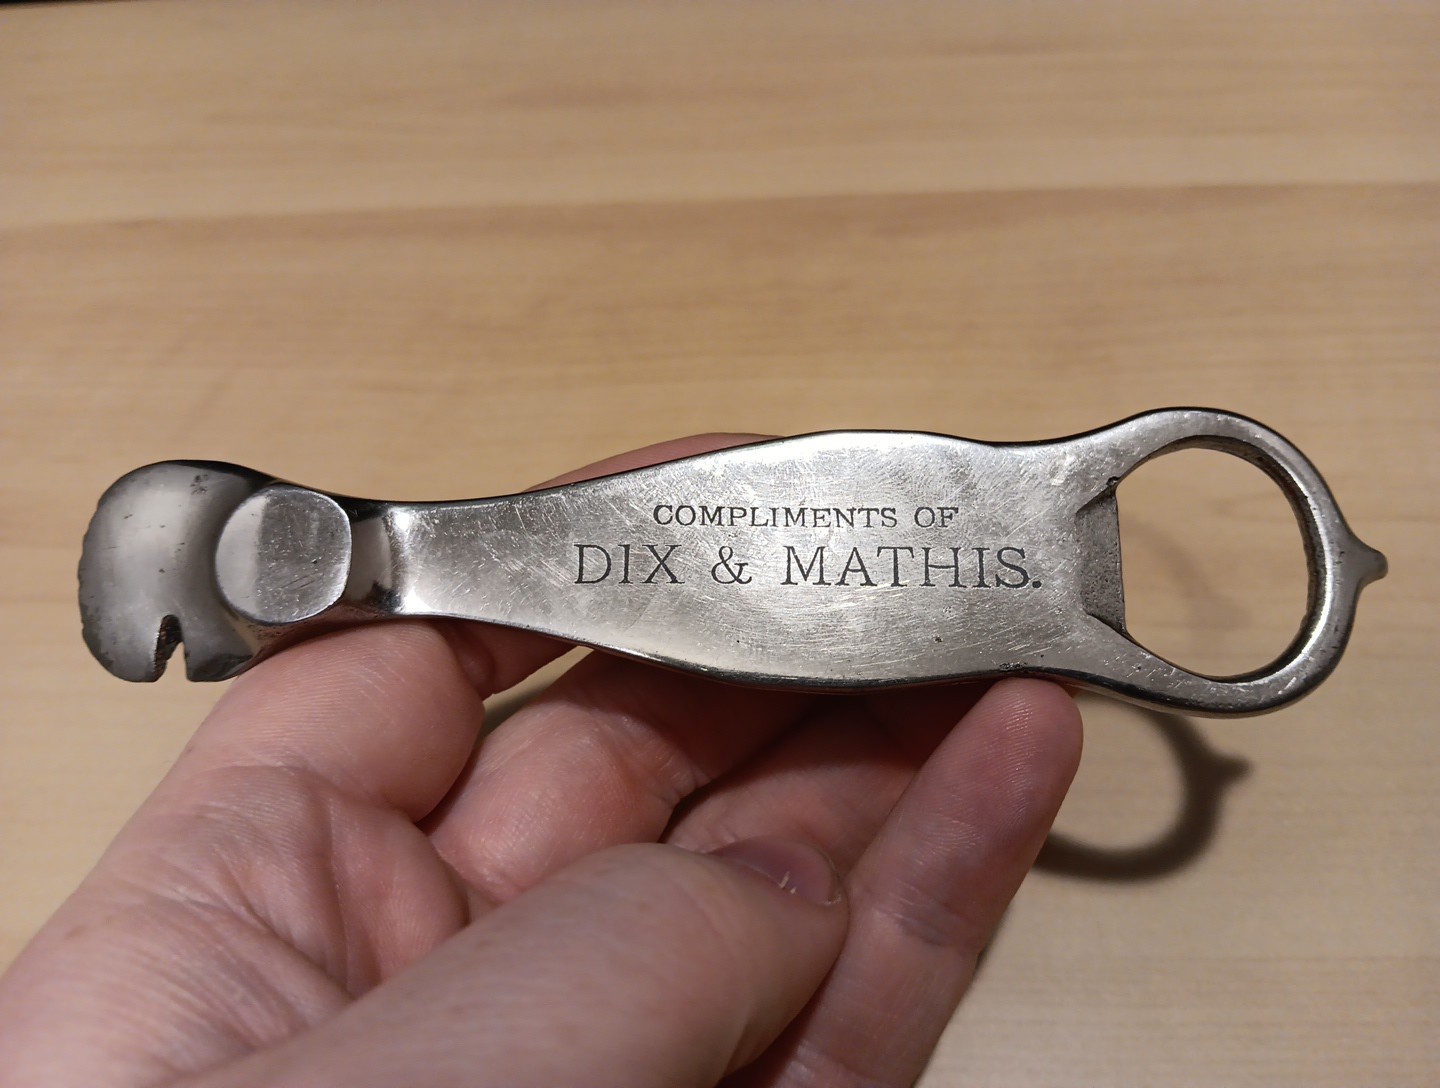 COMPLIMENTS OF
DIX & MATHIS.